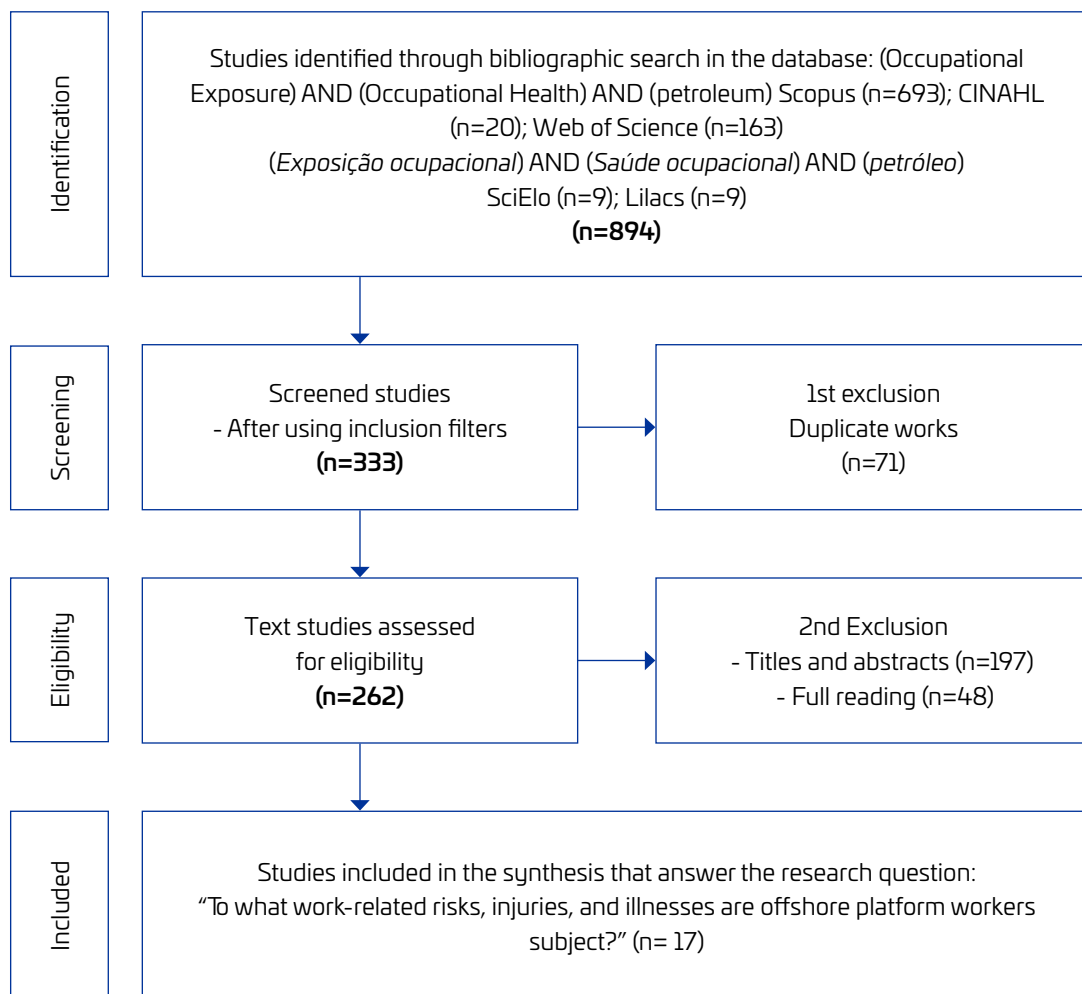 Identification
Studies identified through bibliographic search in the database: (Occupational
Exposure) AND (Occupational Health) AND (petroleum) Scopus (n=693); CINAHL
(n=20); Web of Science (n=163)
(Exposição ocupacional) AND (Saúde ocupacional) AND (petróleo)
SciElo (n=9); Lilacs (n=9)
(n=894)
Screening
Screened studies
- After using inclusion filters
(n=333)
1st exclusion
Duplicate works
(n=71)
Eligibility
Text studies assessed
for eligibility
(n=262)
2nd Exclusion
- Titles and abstracts (n=197)
- Full reading (n=48)
Included
Studies included in the synthesis that answer the research question:
“To what work-related risks, injuries, and illnesses are offshore platform workers
subject?” (n= 17)